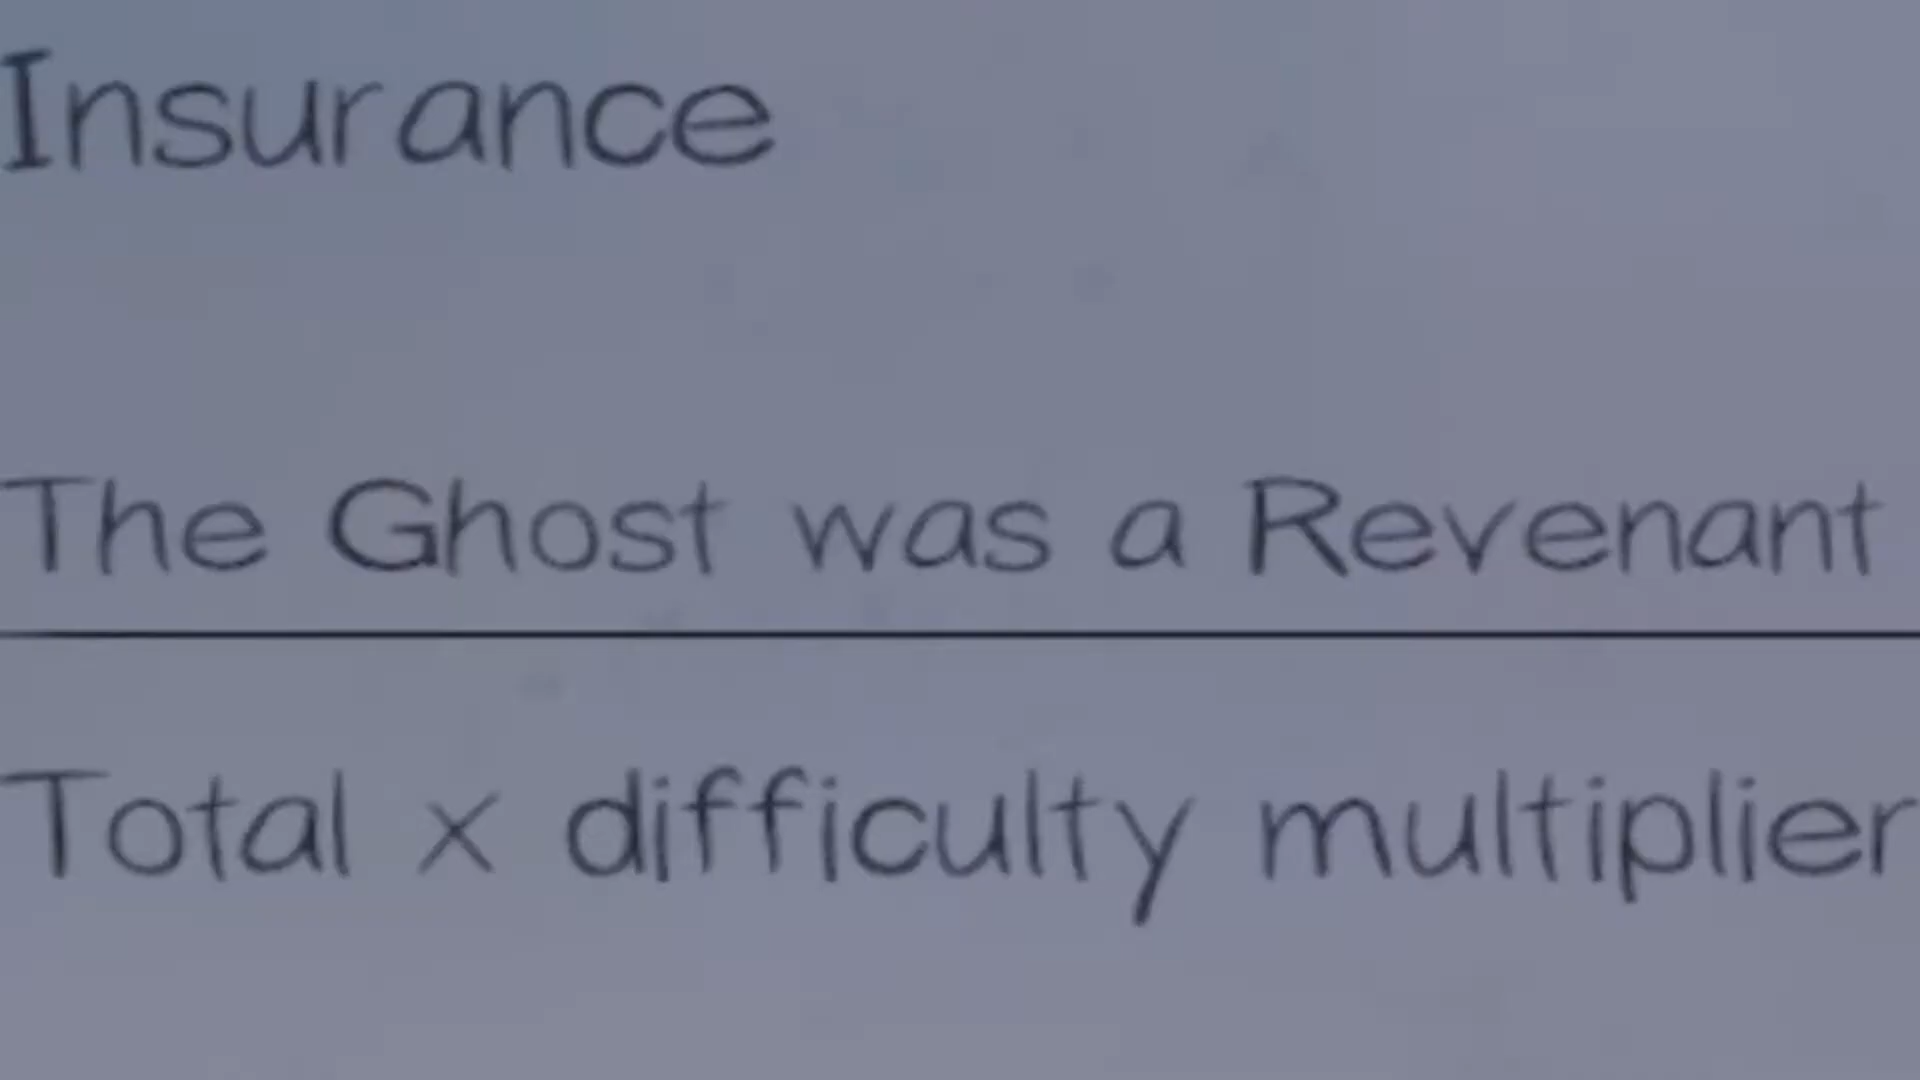 Insurance
The Ghost was a Revenant
Total x difficulty multiplier